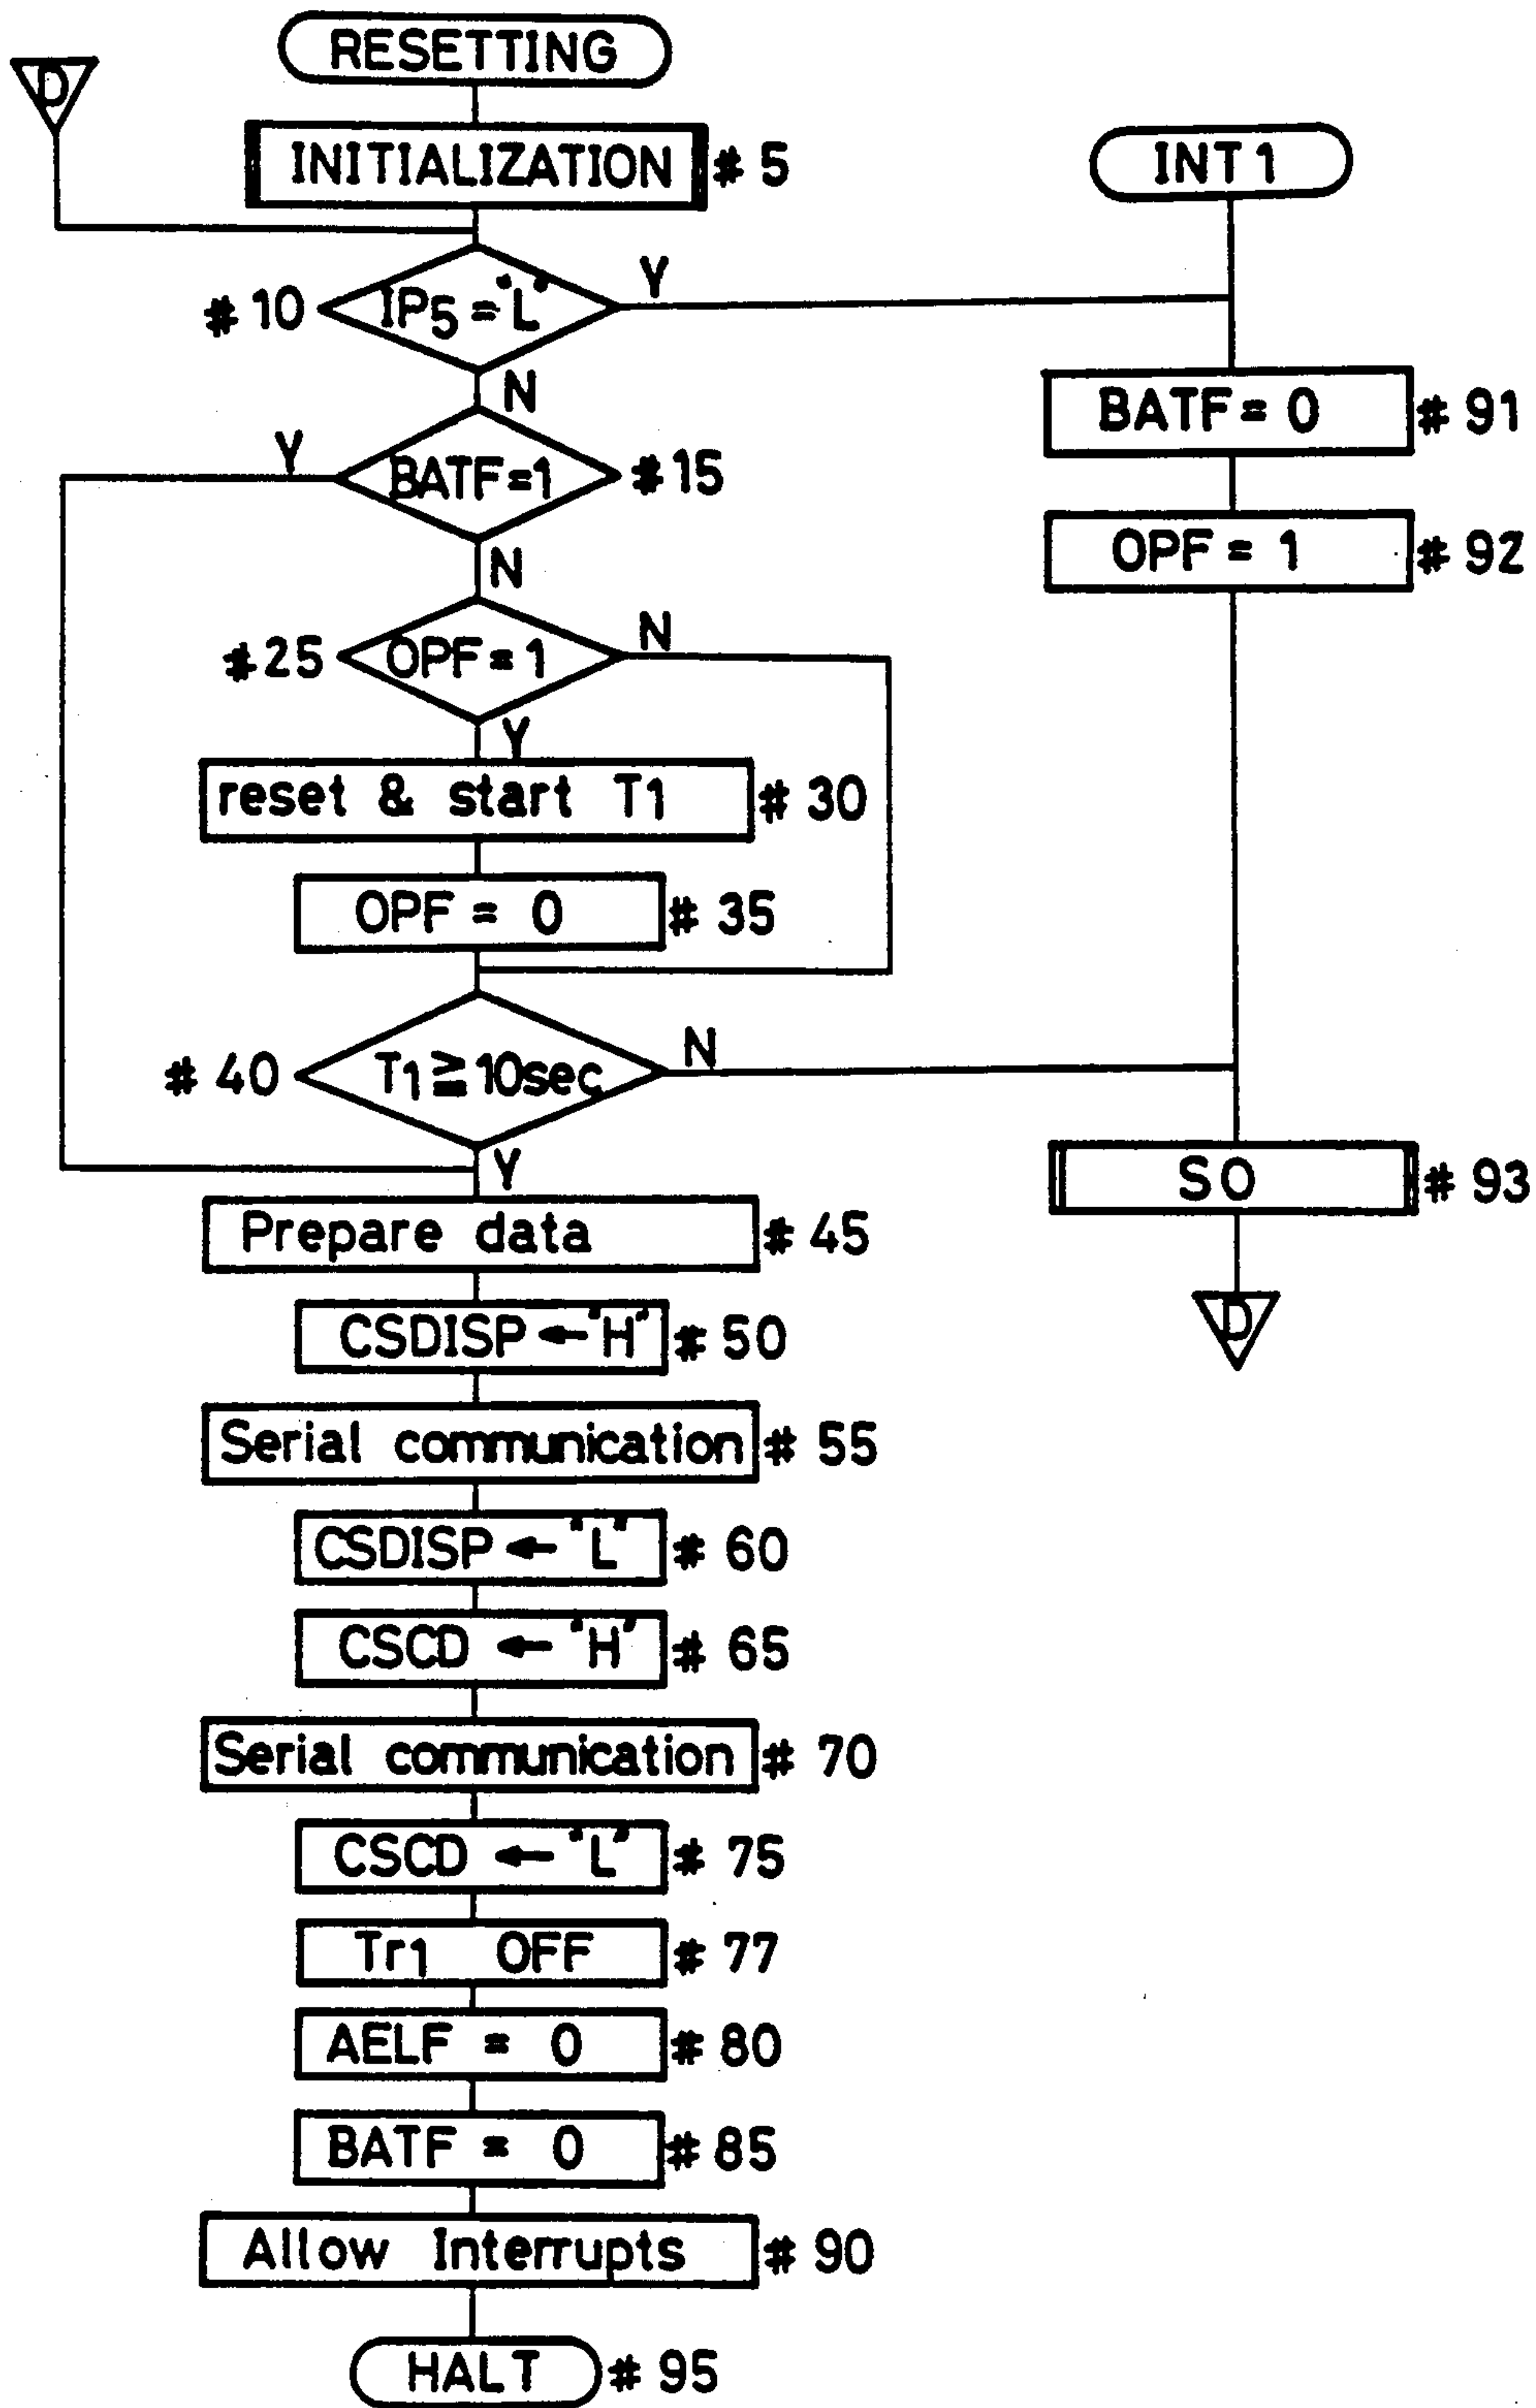 RESETTING
D
INITIALIZATION # 5
INT 1
# 10 IP5 = "L" Y
N
BATF = 0 # 91
Y BATF=1 # 15
N
OPF = 1 # 92
# 25 OPF = 1 N
Y
reset & start T1 # 30
OPF = 0 # 35
# 40 T1 ≧ 10sec N
Y
S0 # 93
Prepare data # 45
D
CSDISP ← "H" # 50
Serial communication # 55
CSDISP ← "L" # 60
CSCD ← "H" # 65
Serial communication # 70
CSCD ← "L" # 75
Tr1 OFF # 77
AELF = 0 # 80
BATF = 0 # 85
Allow Interrupts # 90
HALT # 95